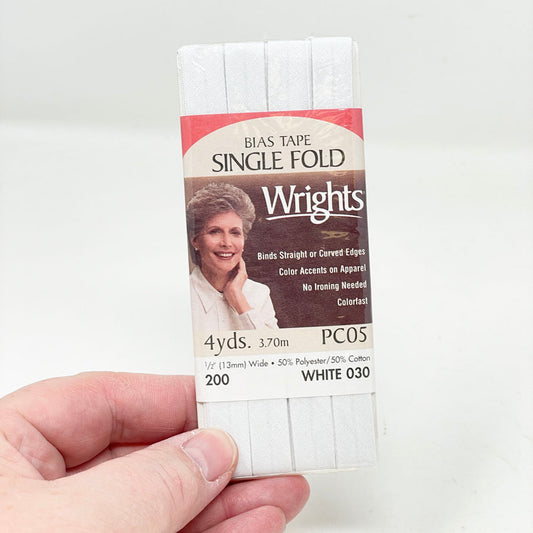 BIAS TAPE
SINGLE FOLD
Wrights
Binds Straight or Curved Edges
Color Accents on Apparel
No Ironing Needed
Colorfast
4yds. 3.70m PC05
1/2" (13mm) Wide • 50% Polyester/50% Cotton
200 WHITE 030